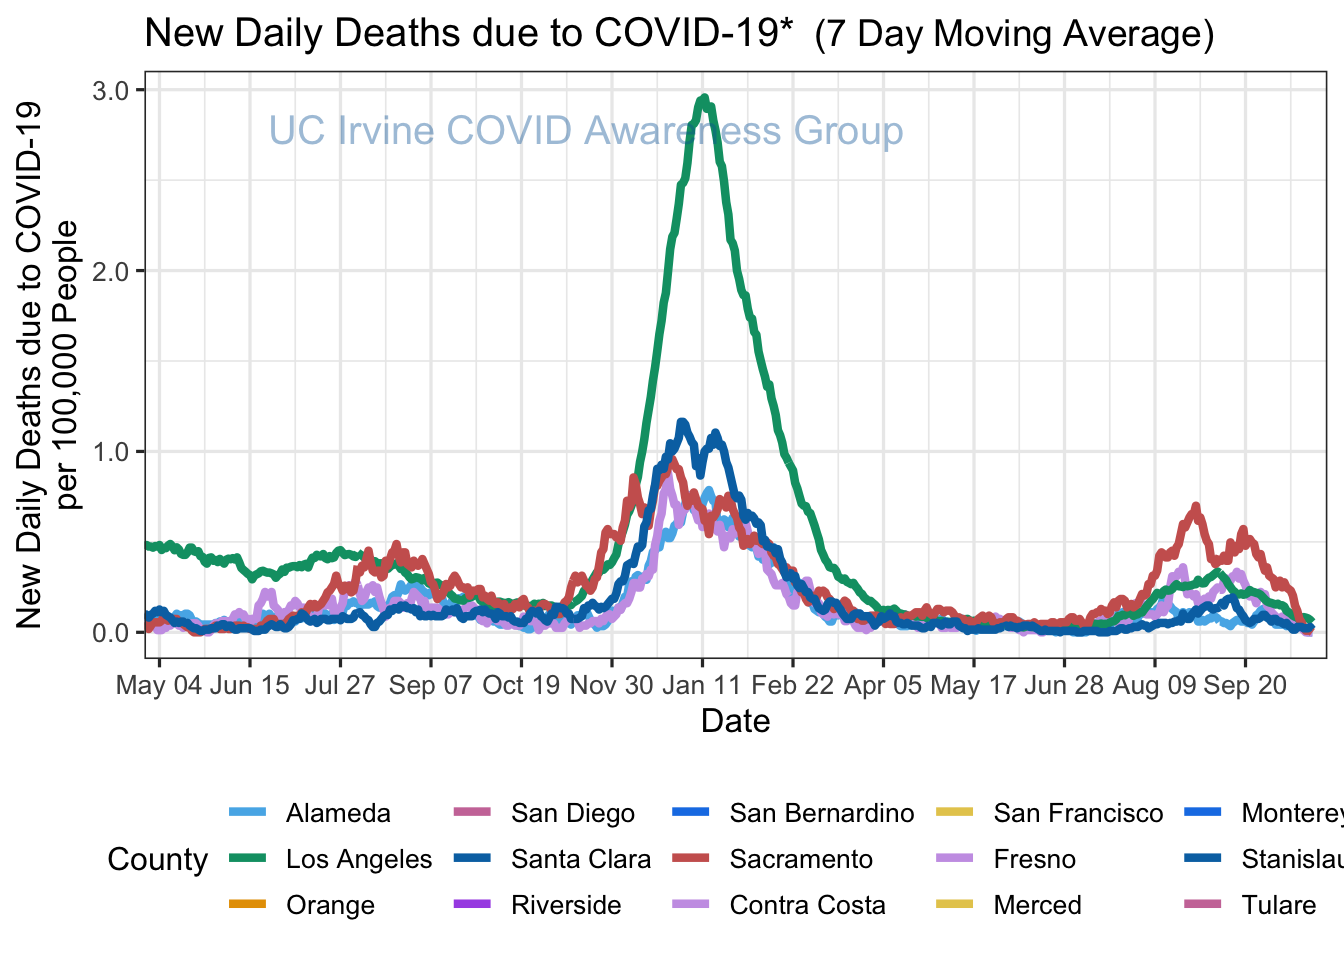 New Daily Deaths due to COVID-19* (7 Day Moving Average)
UC Irvine COVID Awareness Group
New Daily Deaths due to COVID-19
per 100,000 People
3.0
2.0
1.0
0.0
May 04 Jun 15 Jul 27 Sep 07 Oct 19 Nov 30 Jan 11 Feb 22 Apr 05 May 17 Jun 28 Aug 09 Sep 20
Date
County
Alameda San Diego San Bernardino San Francisco Monterey
Los Angeles Santa Clara Sacramento Fresno Stanislau
Orange Riverside Contra Costa Merced Tulare